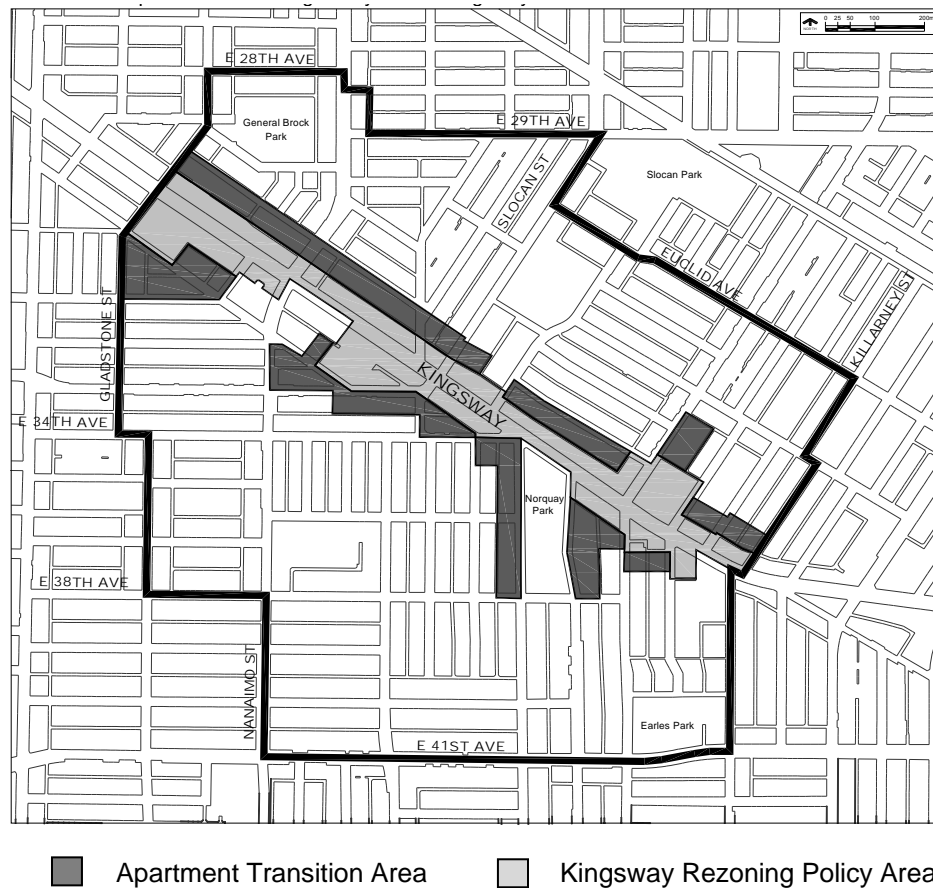 0 25 50 100 200m
NORTH
E 28TH AVE
General Brock
Park
E 29TH AVE
SLOCAN ST
Slocan Park
EUCLID AVE
KILLARNEY ST
GLADSTONE ST
KINGSWAY
E 34TH AVE
Norquay
Park
E 38TH AVE
NANAIMO ST
Earles Park
E 41ST AVE
Apartment Transition Area
Kingsway Rezoning Policy Area